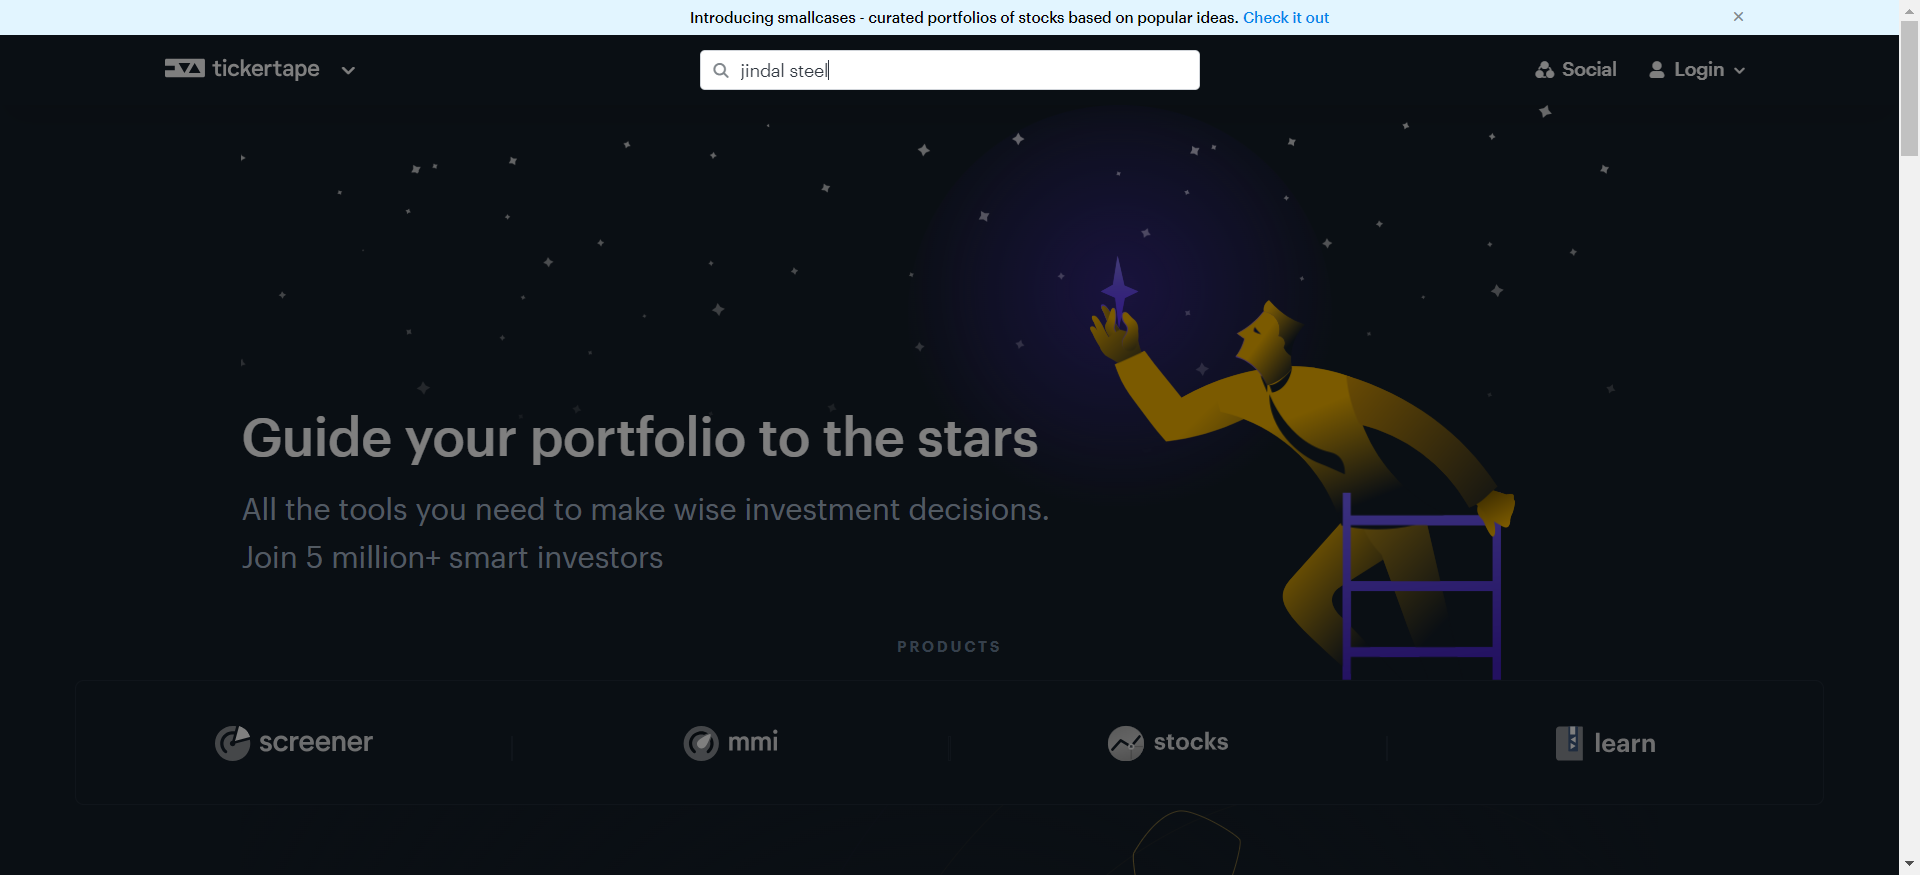 Introducing smallcases - curated portfolios of stocks based on popular ideas. Check it out
tickertape
jindal steel
Social
Login
Guide your portfolio to the stars
All the tools you need to make wise investment decisions.
Join 5 million+ smart investors
PRODUCTS
screener
mmi
stocks
learn